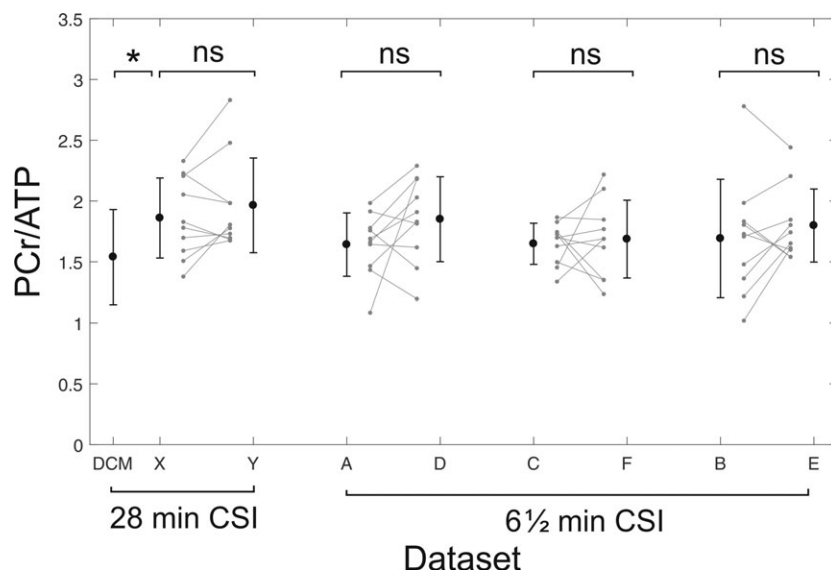 3.5
* ns ns ns ns
3
2.5
2
1.5
1
0.5
0
PCr/ATP
DCM X Y A D C F B E
28 min CSI 6½ min CSI
Dataset